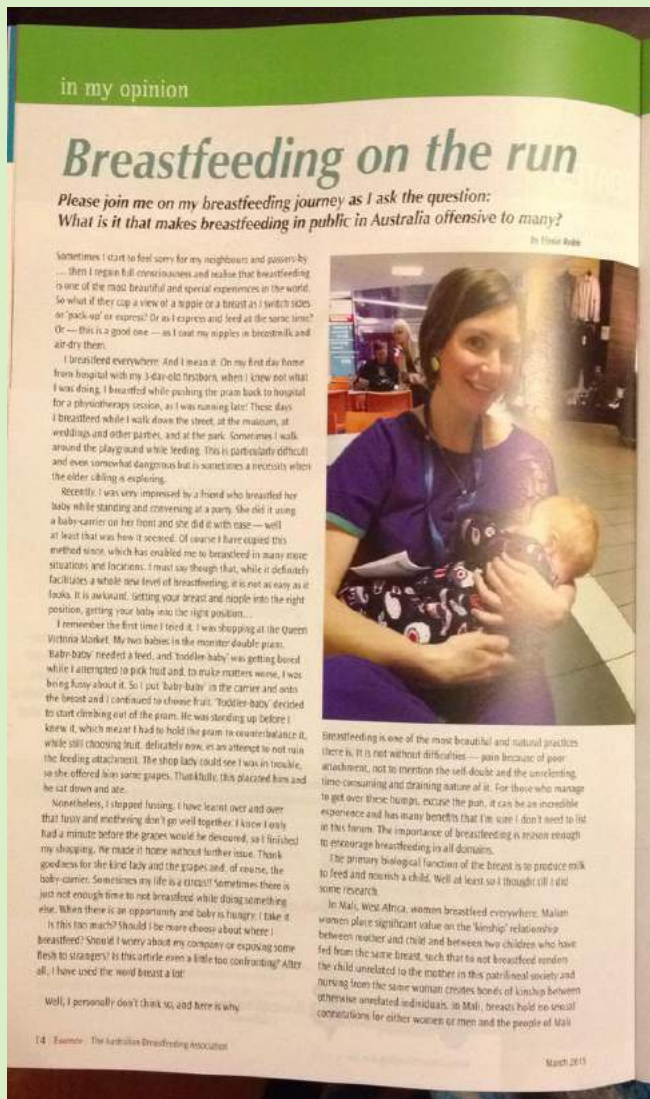 in my opinion
Breastfeeding on the run
Please join me on my breastfeeding journey as I ask the question:
What is it that makes breastfeeding in public in Australia offensive to many?
Sometimes I start to feel sorry for my neighbours and passers-by
... then I regain full consciousness and realise that breastfeeding
is one of the most beautiful and special experiences in the world.
So what if they cop a view of a nipple or a breast as I switch sides
or 'pack-up' or express? Or as I express and feed at the same time?
Or — this is a good one — as I coat my nipples in breastmilk and
air-dry them.
I breastfeed everywhere. And I mean it. On my first day home
from hospital with my 3-day-old firstborn, when I knew not what
I was doing, I breastfed while pushing the pram back to hospital
for a physiotherapy session, as I was running late! These days
I breastfeed while I walk down the street, at the museum, at
weddings and other parties, and at the park. Sometimes I walk
around the playground while feeding. This is particularly difficult
and even somewhat dangerous but is sometimes a necessity when
the older sibling is exploring.
Recently, I was very impressed by a friend who breastfed her
baby while standing and conversing at a party. She did it using
a baby-carrier on her front and she did it with ease — well
at least that was how it seemed. Of course I have copied this
method since, which has enabled me to breastfeed in many more
situations and locations. I must say though that, while it definitely
facilitates a whole new level of breastfeeding, it is not as easy as it
looks. It is awkward. Getting your breast and nipple into the right
position, getting your baby into the right position...
I remember the first time I tried it. I was shopping at the Queen
Victoria Market. My two babies in the monster double pram.
'Baby-baby' needed a feed, and 'toddler-baby' was getting bored
while I attempted to pick fruit and, to make matters worse, I was
being fussy about it. So I put 'baby-baby' in the carrier and onto
the breast and I continued to choose fruit. 'Toddler-baby' decided
to start climbing out of the pram. He was standing up before I
knew it, which meant I had to hold the pram to counterbalance it,
while still choosing fruit, delicately now, in an attempt to not ruin
the feeding attachment. The shop lady could see I was in trouble,
so she offered him some grapes. Thankfully, this placated him and
he sat down and ate.
Nonetheless, I stopped fussing. I have learnt over and over
that fussy and mothering don't go well together. I knew I only
had a minute before the grapes would be devoured, so I finished
my shopping. We made it home without further issue. Thank
goodness for the kind lady and the grapes and, of course, the
baby-carrier. Sometimes my life is a circus!! Sometimes there is
just not enough time to not breastfeed while doing something
else. When there is an opportunity and baby is hungry, I take it.
Is this too much? Should I be more choosy about where I
breastfeed? Should I worry about my company or exposing some
flesh to strangers? Is this article even a little too confronting? After
all, I have used the word breast a lot!
Well, I personally don't think so, and here is why.
Breastfeeding is one of the most beautiful and natural practices
there is. It is not without difficulties — pain because of poor
attachment, not to mention the self-doubt and the unrelenting,
time-consuming and draining nature of it. For those who manage
to get over these humps, excuse the pun, it can be an incredible
experience and has many benefits that I'm sure I don't need to list
in this forum. The importance of breastfeeding is reason enough
to encourage breastfeeding in all domains.
The primary biological function of the breast is to produce milk
to feed and nourish a child. Well at least so I thought till I did
some research.
In Mali, West Africa, women breastfeed everywhere. Malian
women place significant value on the 'kinship' relationship
between mother and child and between two children who have
fed from the same breast, such that to not breastfeed renders
the child unrelated to the mother in this patrilineal society and
nursing from the same woman creates bonds of kinship between
otherwise unrelated individuals. In Mali, breasts hold no sexual
connotations for either women or men and the people of Mali
14 Essence The Australian Breastfeeding Association
March 2015